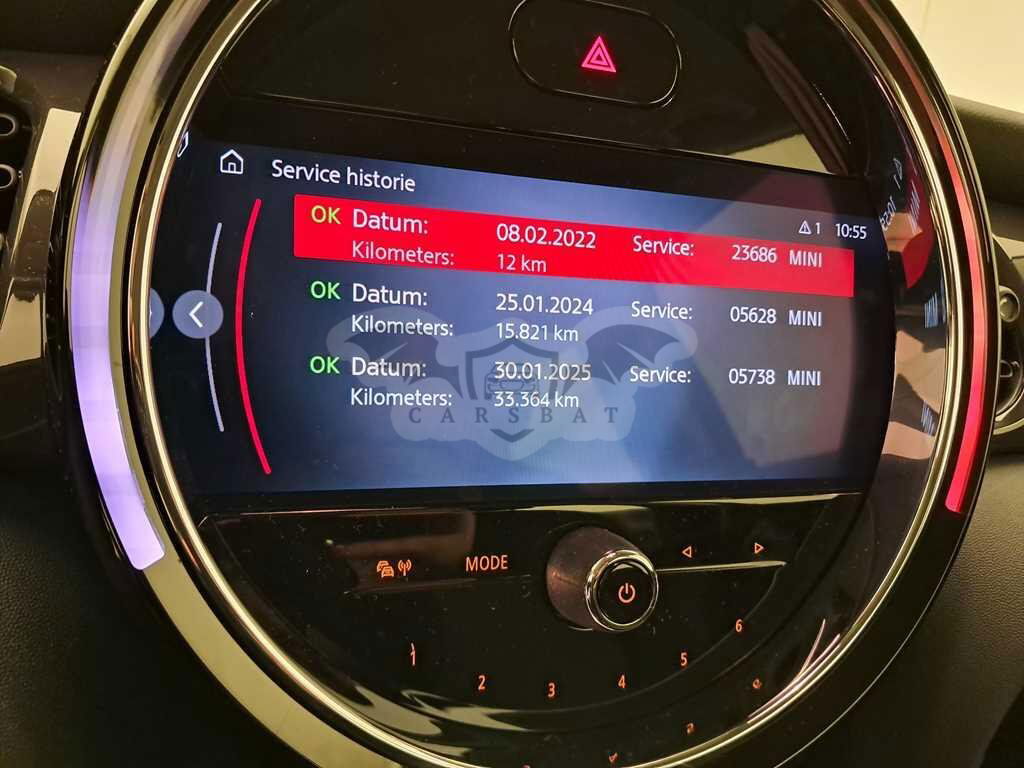 Service historie
⚠1 10:55
OK Datum: 08.02.2022 Service: 23686 MINI
Kilometers: 12 km
OK Datum: 25.01.2024 Service: 05628 MINI
Kilometers: 15.821 km
OK Datum: 30.01.2025 Service: 05738 MINI
Kilometers: 33.364 km
CARSBAT
MODE
1 2 3 4 5 6